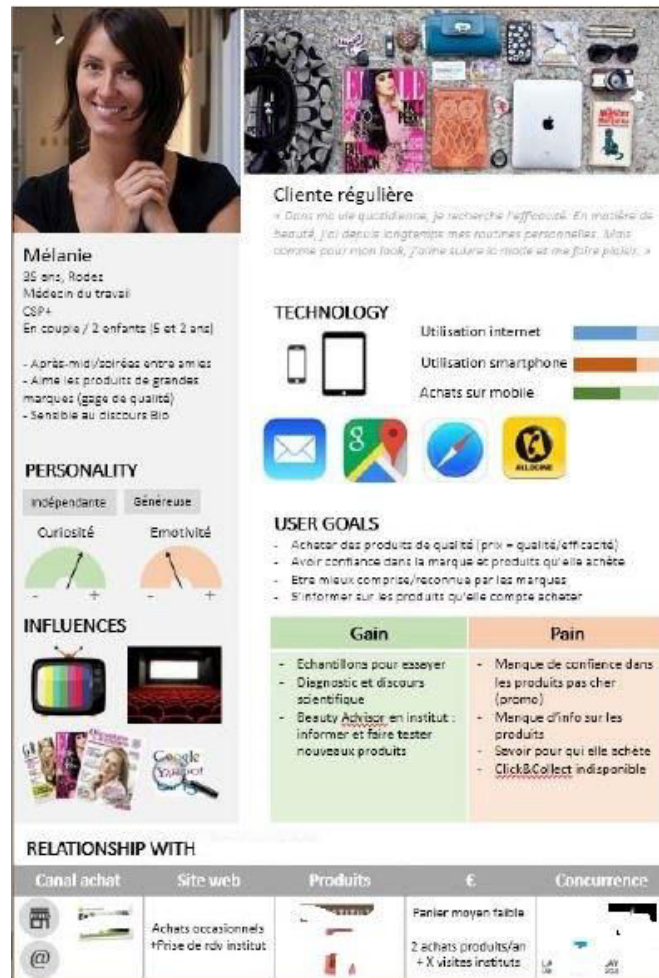 ELLE
Cliente régulière
« Dans ma vie quotidienne, je recherche l'efficacité. En matière de
beauté, j'ai depuis longtemps mes routines personnelles. Mais
comme pour mon look, j'aime suivre la mode et me faire plaisir. »
Mélanie
35 ans, Rodez
Médecin du travail
CSP+
En couple / 2 enfants (5 et 2 ans)
- Après-midi/soirées entre amies
- Aime les produits de grandes
marques (gage de qualité)
- Sensible au discours Bio
PERSONALITY
Indépendante
Généreuse
Curiosité
Emotivité
- +
- +
INFLUENCES
Google
Yahoo!
TECHNOLOGY
Utilisation internet
Utilisation smartphone
Achats sur mobile
g
ALLOCINE
USER GOALS
- Acheter des produits de qualité (prix = qualité/efficacité)
- Avoir confiance dans la marque et produits qu'elle achète
- Etre mieux comprise/reconnue par les marques
- S'informer sur les produits qu'elle compte acheter
Gain
- Echantillons pour essayer
- Diagnostic et discours
scientifique
- Beauty Advisor en institut :
informer et faire tester
nouveaux produits
Pain
- Manque de confience dans
les produits pas cher
(promo)
- Manque d'info sur les
produits
- Savoir pour qui elle achète
- Click&Collect indisponible
RELATIONSHIP WITH
Canal achat
Site web
Produits
€
Concurrence
@
Achats occasionnels
+Prise de rdv institut
Panier moyen faible
2 achats produits/an
+ X visites instituts